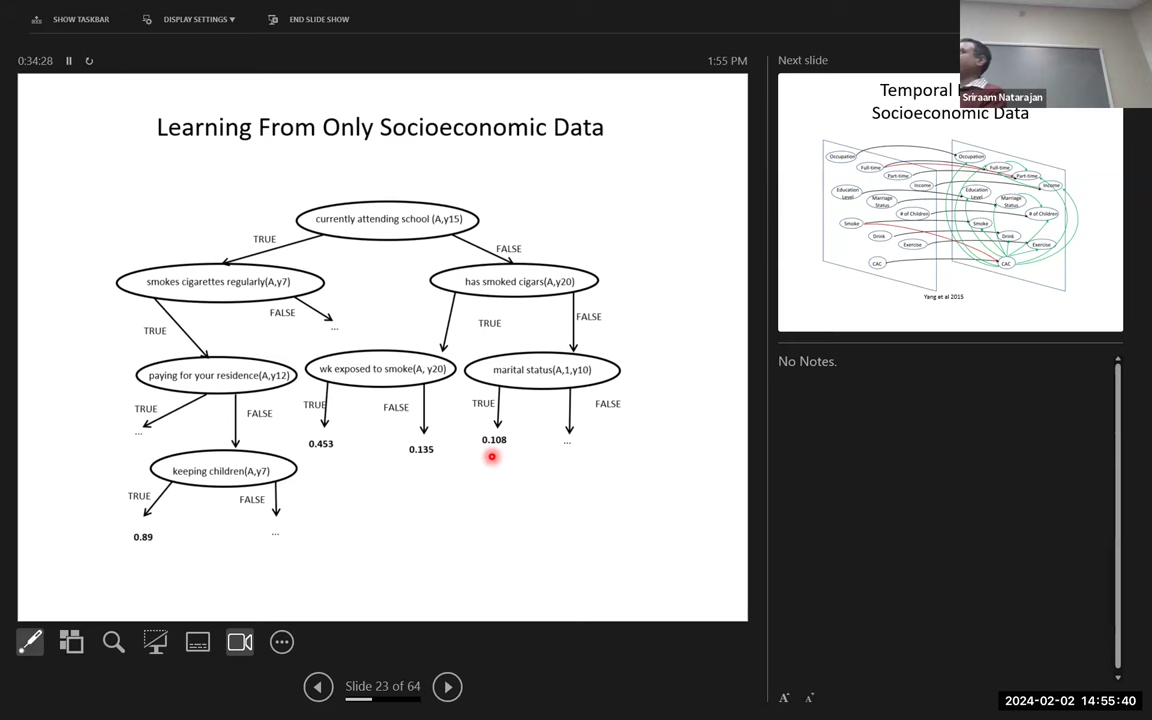 SHOW TASKBAR
DISPLAY SETTINGS ▼
END SLIDE SHOW
0:34:28
1:55 PM
Learning From Only Socioeconomic Data
currently attending school (A,y15)
TRUE
FALSE
smokes cigarettes regularly(A,y7)
has smoked cigars(A,y20)
FALSE
...
TRUE
TRUE
FALSE
paying for your residence(A,y12)
wk exposed to smoke(A, y20)
marital status(A,1,y10)
TRUE
...
FALSE
TRUE
FALSE
TRUE
FALSE
0.453
0.135
0.108
...
keeping children(A,y7)
TRUE
FALSE
0.89
...
Slide 23 of 64
Next slide
Sriraam Natarajan
Temporal
Socioeconomic Data
Occupation
Full-time
Part-time
Income
Education Level
Marriage Status
# of Children
Smoke
Drink
Exercise
CAC
Occupation
Full-time
Part-time
Income
Education Level
Marriage Status
# of Children
Smoke
Drink
Exercise
CAC
Yang et al 2015
No Notes.
A A
2024-02-02 14:55:40